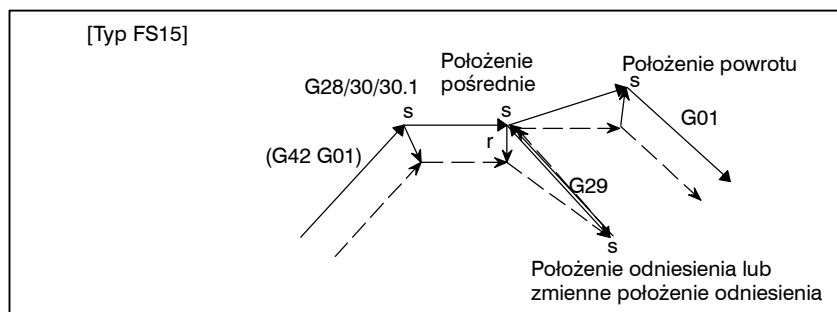 [Typ FS15]
Położenie
pośrednie
Położenie powrotu
G28/30/30.1
s
s
s
G01
(G42 G01)
r
G29
s
Położenie odniesienia lub
zmienne położenie odniesienia